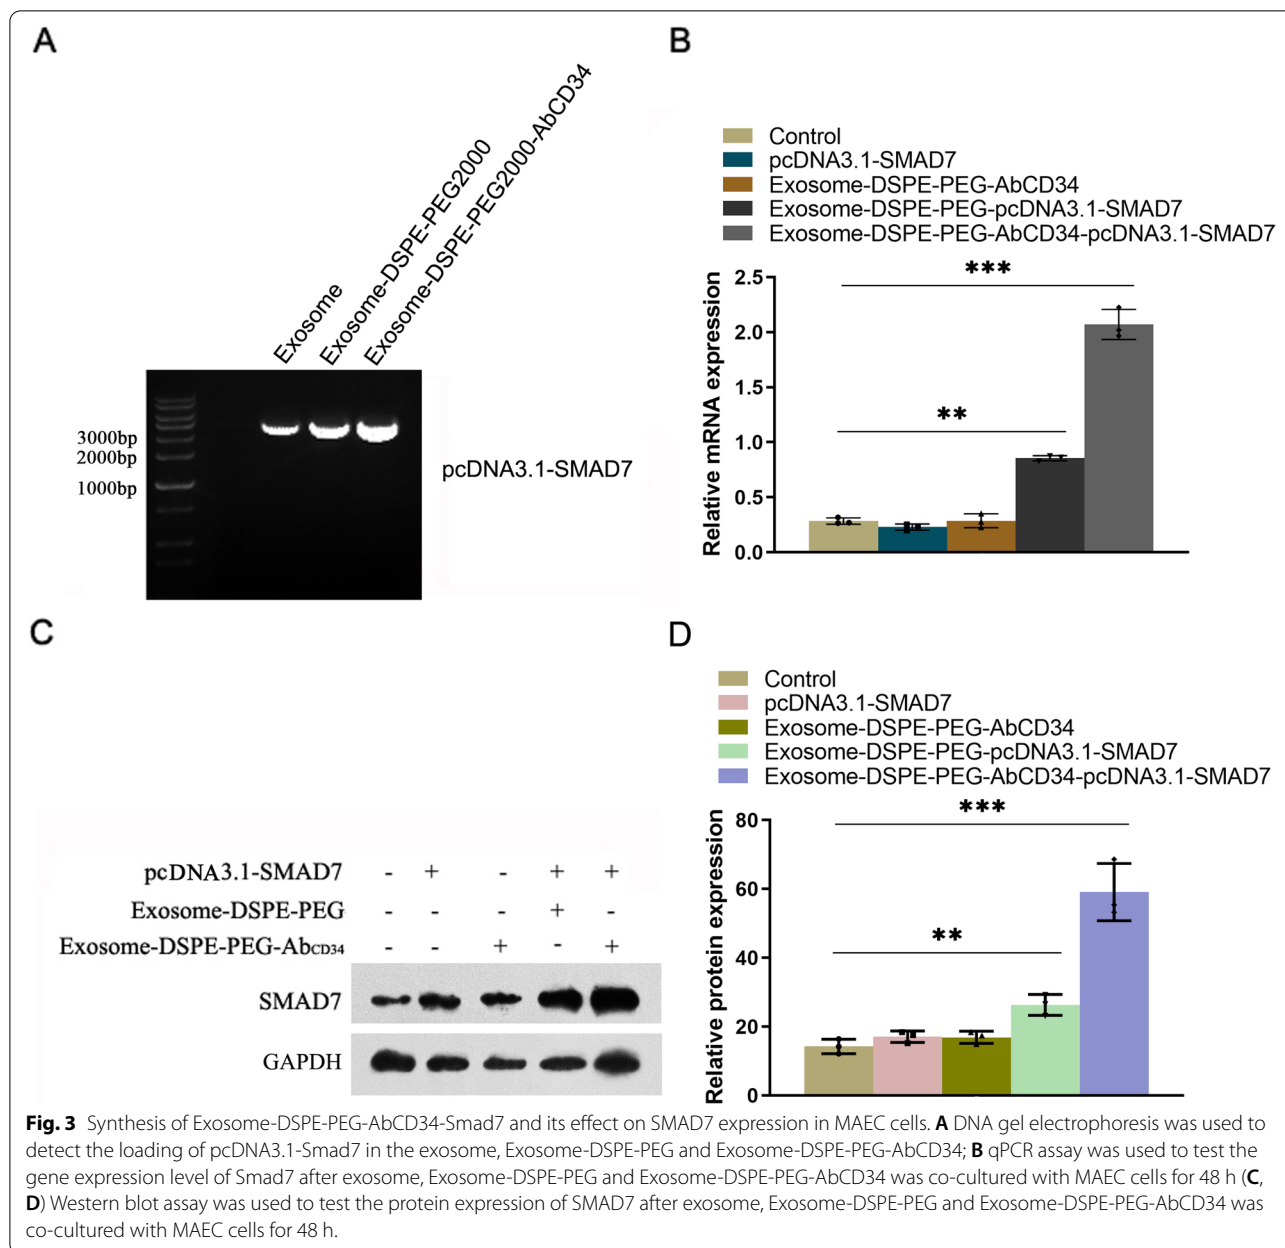 A
Exosome
Exosome-DSPE-PEG2000
Exosome-DSPE-PEG2000-AbCD34
3000bp
2000bp
1000bp
pcDNA3.1-SMAD7
B
Control
pcDNA3.1-SMAD7
Exosome-DSPE-PEG-AbCD34
Exosome-DSPE-PEG-pcDNA3.1-SMAD7
Exosome-DSPE-PEG-AbCD34-pcDNA3.1-SMAD7
Relative mRNA expression
2.5
2.0
1.5
1.0
0.5
0.0
***
**
C
pcDNA3.1-SMAD7 - + - + +
Exosome-DSPE-PEG - - - + -
Exosome-DSPE-PEG-AbCD34 - - + - +
SMAD7
GAPDH
D
Control
pcDNA3.1-SMAD7
Exosome-DSPE-PEG-AbCD34
Exosome-DSPE-PEG-pcDNA3.1-SMAD7
Exosome-DSPE-PEG-AbCD34-pcDNA3.1-SMAD7
Relative protein expression
80
60
40
20
0
***
**
Fig. 3 Synthesis of Exosome-DSPE-PEG-AbCD34-Smad7 and its effect on SMAD7 expression in MAEC cells. A DNA gel electrophoresis was used to
detect the loading of pcDNA3.1-Smad7 in the exosome, Exosome-DSPE-PEG and Exosome-DSPE-PEG-AbCD34; B qPCR assay was used to test the
gene expression level of Smad7 after exosome, Exosome-DSPE-PEG and Exosome-DSPE-PEG-AbCD34 was co-cultured with MAEC cells for 48 h (C,
D) Western blot assay was used to test the protein expression of SMAD7 after exosome, Exosome-DSPE-PEG and Exosome-DSPE-PEG-AbCD34 was
co-cultured with MAEC cells for 48 h.